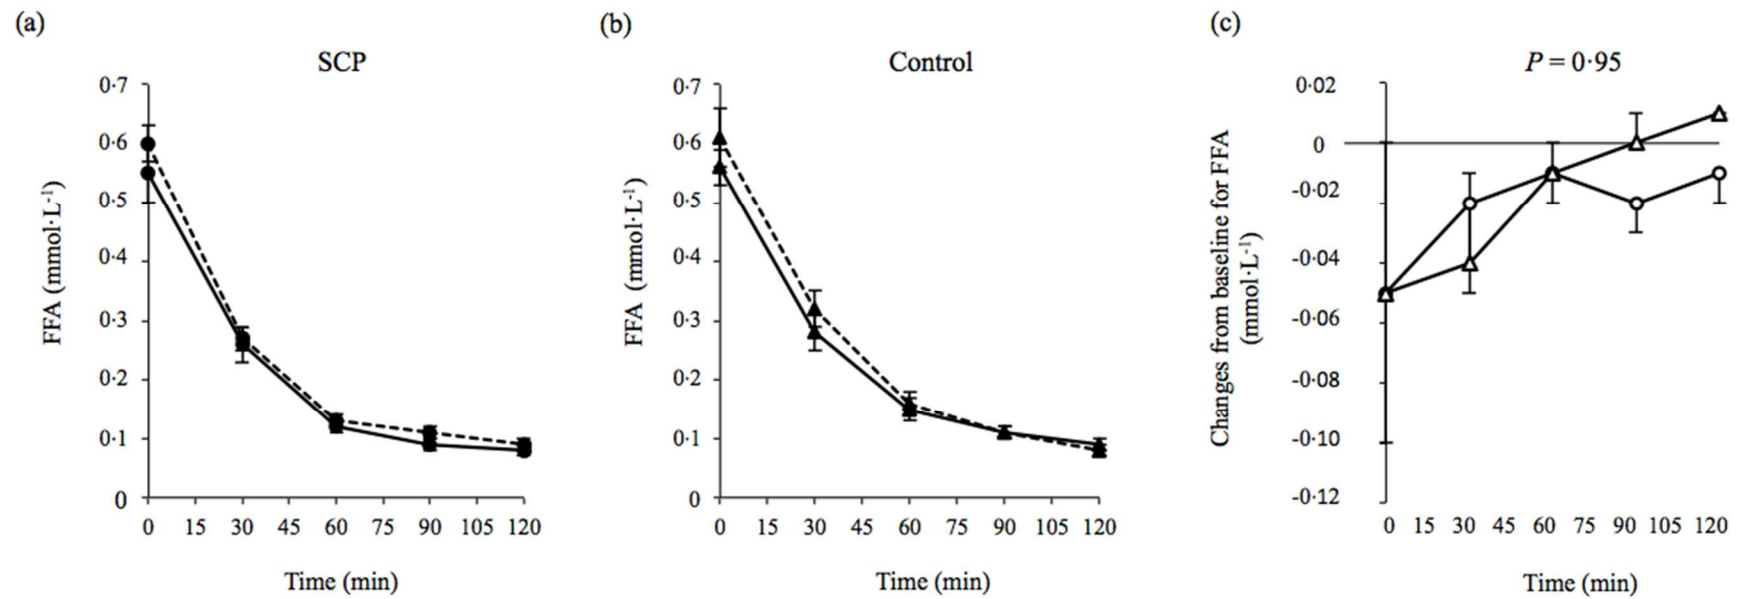 (a)
SCP
0·7
0·6
0·5
0·4
0·3
0·2
0·1
0
FFA (mmol·L⁻¹)
0 15 30 45 60 75 90 105 120
Time (min)
(b)
Control
0·7
0·6
0·5
0·4
0·3
0·2
0·1
0
FFA (mmol·L⁻¹)
0 15 30 45 60 75 90 105 120
Time (min)
(c)
P = 0·95
0·02
0
-0·02
-0·04
-0·06
-0·08
-0·10
-0·12
Changes from baseline for FFA
(mmol·L⁻¹)
0 15 30 45 60 75 90 105 120
Time (min)